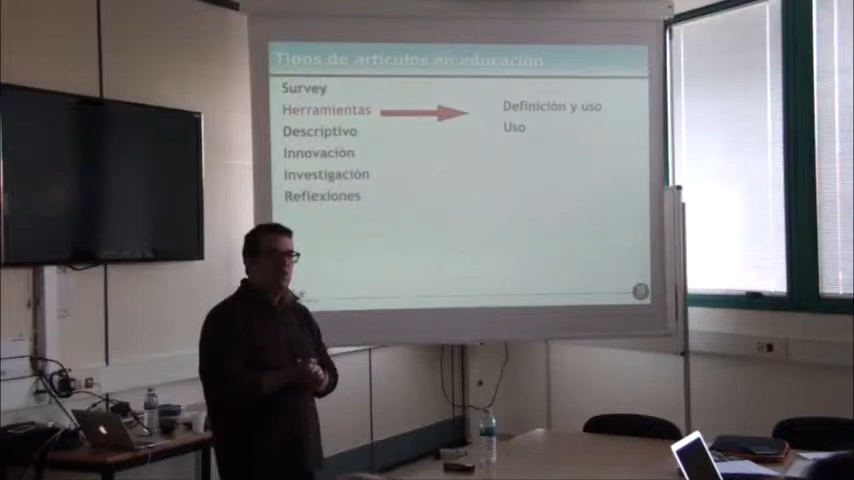 Tipos de artículos en educación
Survey
Herramientas
Definición y uso
Descriptivo
Uso
Innovación
Investigación
Reflexiones